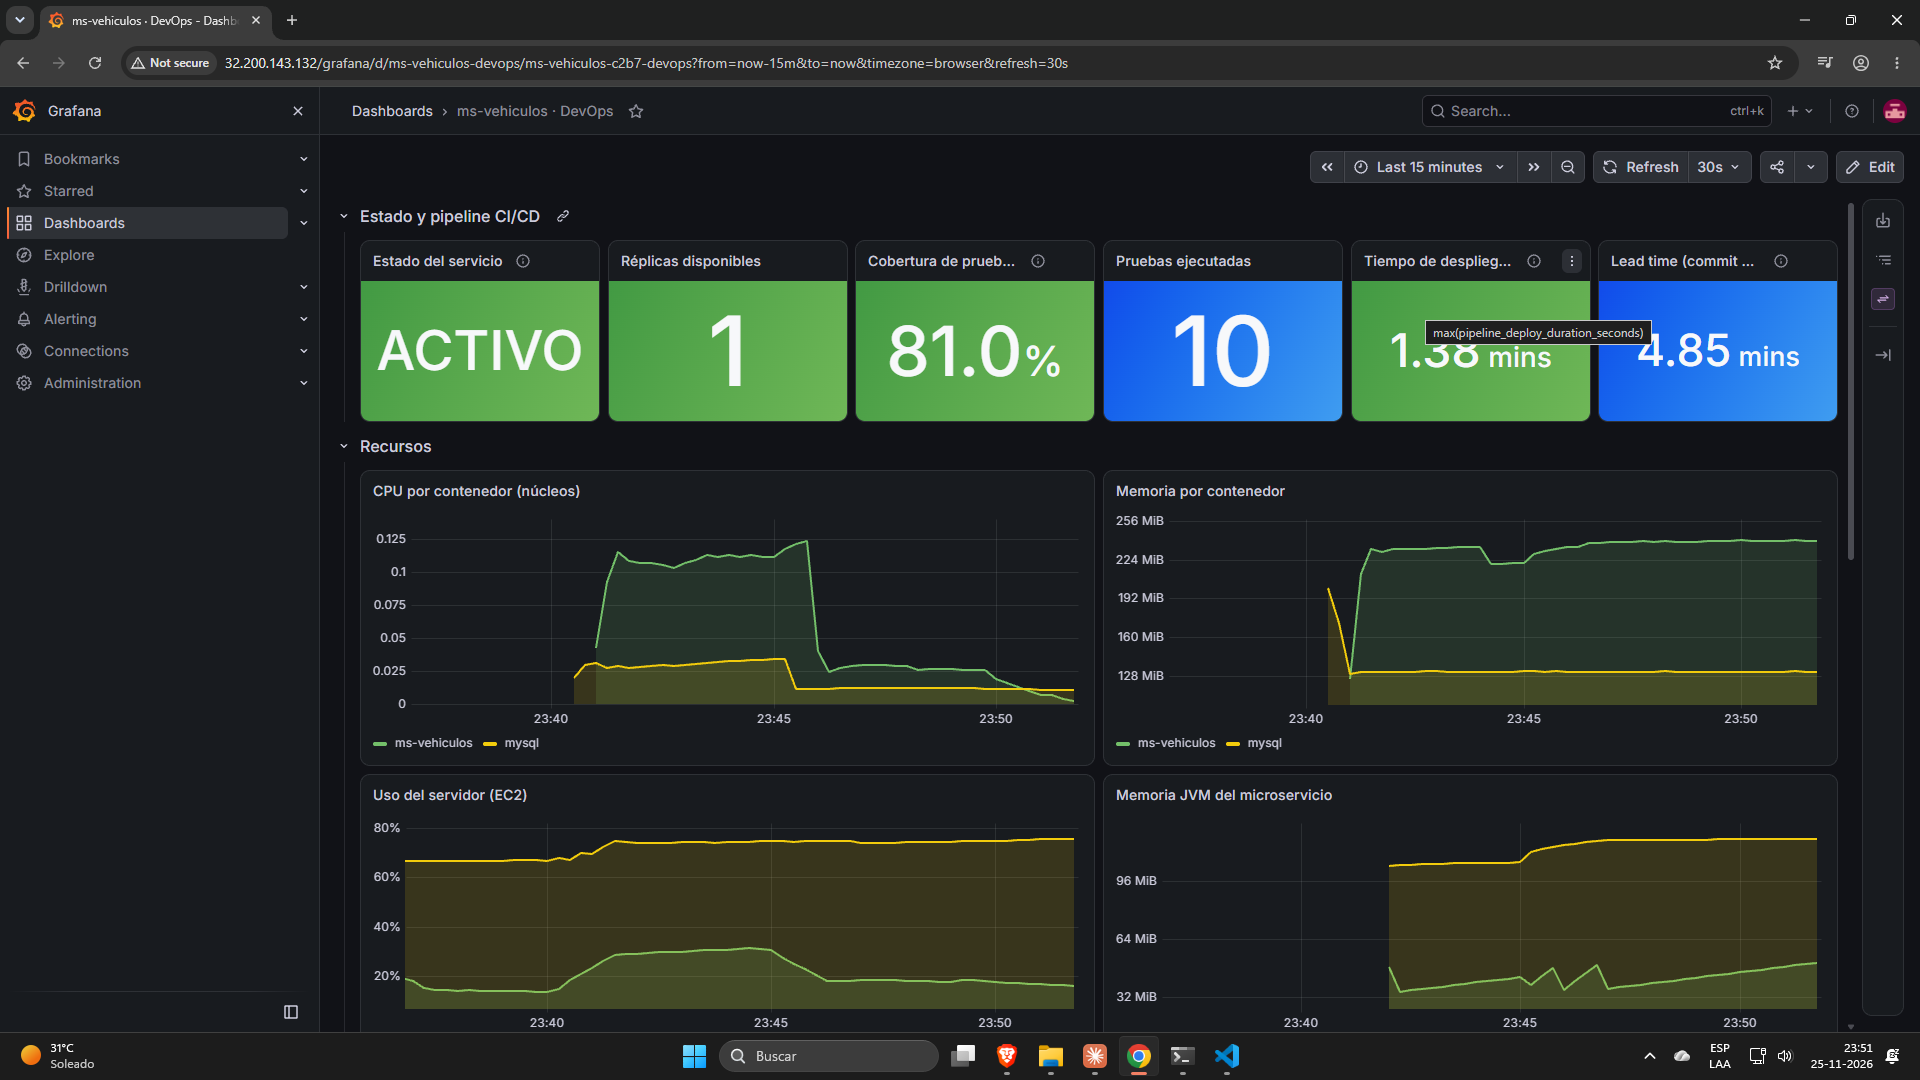 ms-vehiculos · DevOps - Dashb
Not secure
32.200.143.132/grafana/d/ms-vehiculos-devops/ms-vehiculos-c2b7-devops?from=now-15m&to=now&timezone=browser&refresh=30s
Grafana
Dashboards › ms-vehiculos · DevOps
Search... ctrl+k
Bookmarks
Starred
Dashboards
Explore
Drilldown
Alerting
Connections
Administration
Last 15 minutes
Refresh
30s
Edit
Estado y pipeline CI/CD
Estado del servicio
ACTIVO
Réplicas disponibles
1
Cobertura de prueb...
81.0%
Pruebas ejecutadas
10
Tiempo de desplieg...
max(pipeline_deploy_duration_seconds)
1.38 mins
Lead time (commit ...
4.85 mins
Recursos
CPU por contenedor (núcleos)
0.125
0.1
0.075
0.05
0.025
0
23:40 23:45 23:50
ms-vehiculos mysql
Memoria por contenedor
256 MiB
224 MiB
192 MiB
160 MiB
128 MiB
23:40 23:45 23:50
ms-vehiculos mysql
Uso del servidor (EC2)
80%
60%
40%
20%
23:40 23:45 23:50
Memoria JVM del microservicio
96 MiB
64 MiB
32 MiB
23:40 23:45 23:50
31°C
Soleado
Buscar
ESP
LAA
23:51
25-11-2026